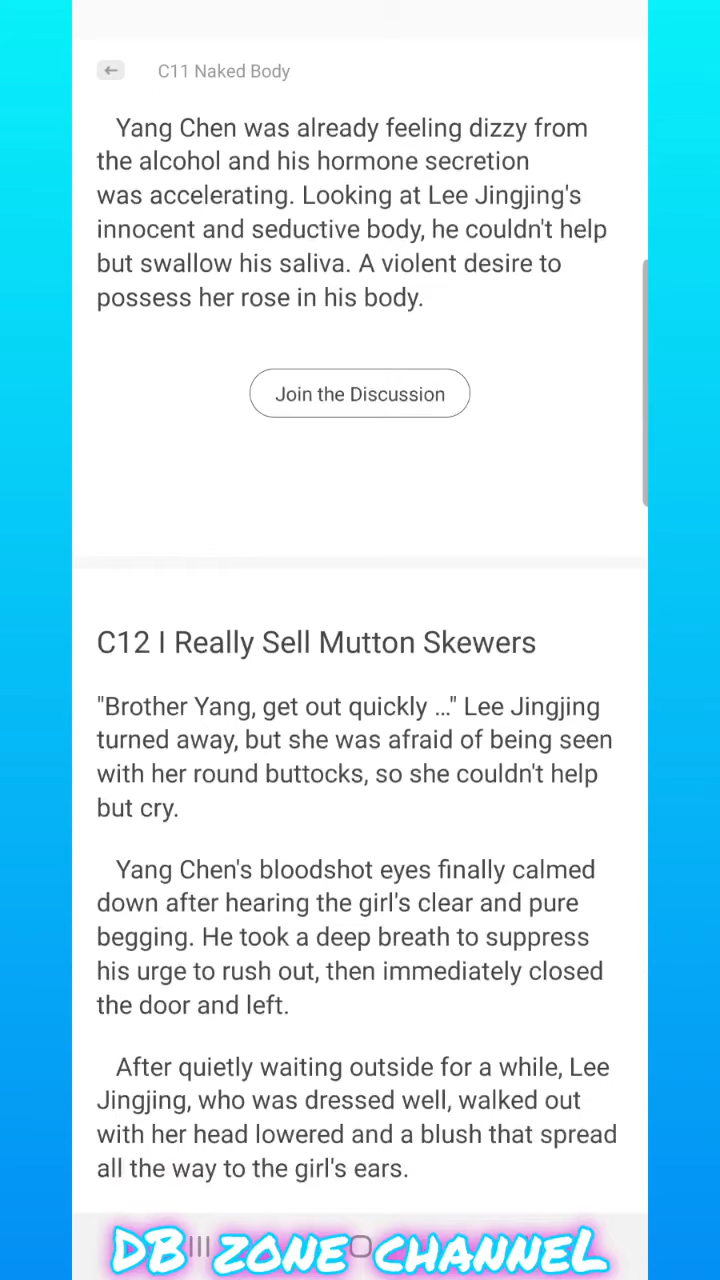 C11 Naked Body
Yang Chen was already feeling dizzy from
the alcohol and his hormone secretion
was accelerating. Looking at Lee Jingjing's
innocent and seductive body, he couldn't help
but swallow his saliva. A violent desire to
possess her rose in his body.
Join the Discussion
C12 I Really Sell Mutton Skewers
"Brother Yang, get out quickly ..." Lee Jingjing
turned away, but she was afraid of being seen
with her round buttocks, so she couldn't help
but cry.
Yang Chen's bloodshot eyes finally calmed
down after hearing the girl's clear and pure
begging. He took a deep breath to suppress
his urge to rush out, then immediately closed
the door and left.
After quietly waiting outside for a while, Lee
Jingjing, who was dressed well, walked out
with her head lowered and a blush that spread
all the way to the girl's ears.
DB ZONE CHANNEL